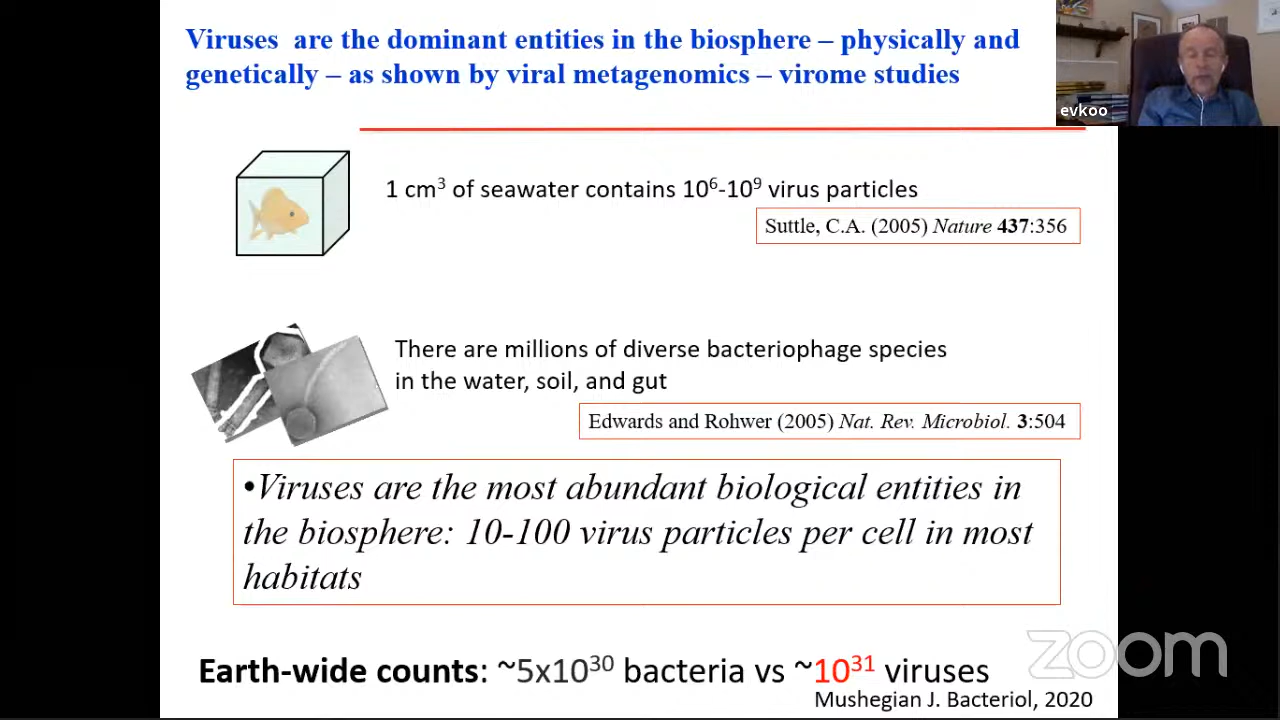 Viruses  are the dominant entities in the biosphere – physically and
genetically – as shown by viral metagenomics – virome studies
evkoo
1 cm³ of seawater contains 10⁶-10⁹ virus particles
Suttle, C.A. (2005) Nature 437:356
There are millions of diverse bacteriophage species
in the water, soil, and gut
Edwards and Rohwer (2005) Nat. Rev. Microbiol. 3:504
•Viruses are the most abundant biological entities in
the biosphere: 10-100 virus particles per cell in most
habitats
Earth-wide counts: ~5x10³⁰ bacteria vs ~10³¹ viruses
Mushegian J. Bacteriol, 2020
zoom